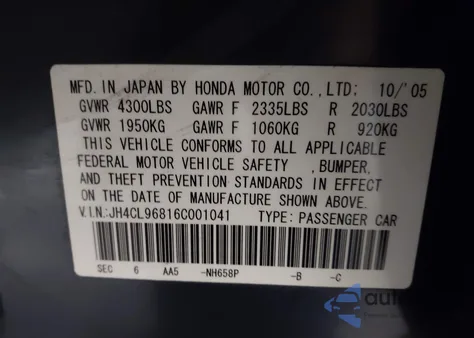 MFD. IN JAPAN BY HONDA MOTOR CO.,LTD: 10/'05
GVWR 4300LBS GAWR F 2335LBS R 2030LBS
GVWR 1950KG GAWR F 1060KG R 920KG
THIS VEHICLE CONFORMS TO ALL APPLICABLE
FEDERAL MOTOR VEHICLE SAFETY ,BUMPER,
AND THEFT PREVENTION STANDARDS IN EFFECT
ON THE DATE OF MANUFACTURE SHOWN ABOVE.
V.I.N:JH4CL96816C001041 TYPE: PASSENGER CAR
SEC 6 AA5 -NH658P -B -C